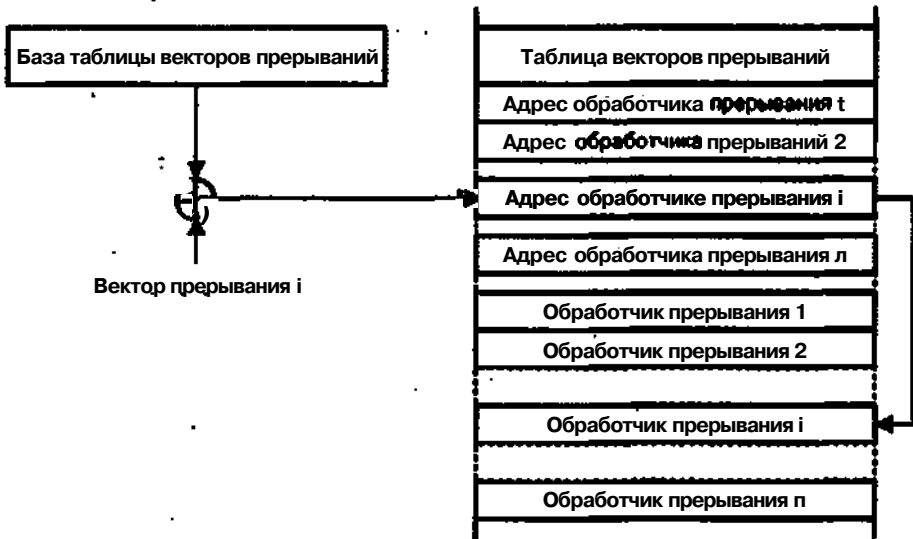 База таблицы векторов прерываний
Таблица векторов прерываний
Адрес обработчика прерывания t
Адрес обработчика прерываний 2
Адрес обработчике прерывания i
Адрес обработчика прерывания л
Вектор прерывания i
Обработчик прерывания 1
Обработчик прерывания 2
Обработчик прерывания i
Обработчик прерывания п